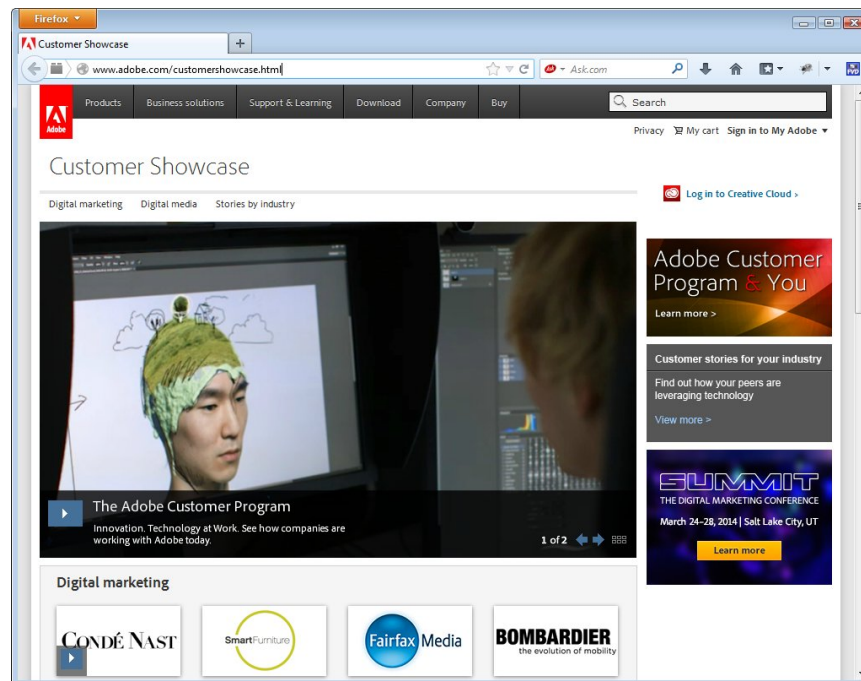 Firefox
Customer Showcase
www.adobe.com/customershowcase.html
Ask.com
Adobe
Products Business solutions Support & Learning Download Company Buy
Search
Privacy My cart Sign in to My Adobe
Customer Showcase
Log in to Creative Cloud ›
Digital marketing Digital media Stories by industry
Adobe Customer
Program & You
Learn more >
Customer stories for your industry
Find out how your peers are
leveraging technology
View more >
SUMMIT
THE DIGITAL MARKETING CONFERENCE
March 24-28, 2014 | Salt Lake City, UT
Learn more
The Adobe Customer Program
Innovation. Technology at Work. See how companies are
working with Adobe today.
1 of 2
Digital marketing
CONDÉ NAST
SmartFurniture
Fairfax Media
BOMBARDIER
the evolution of mobility